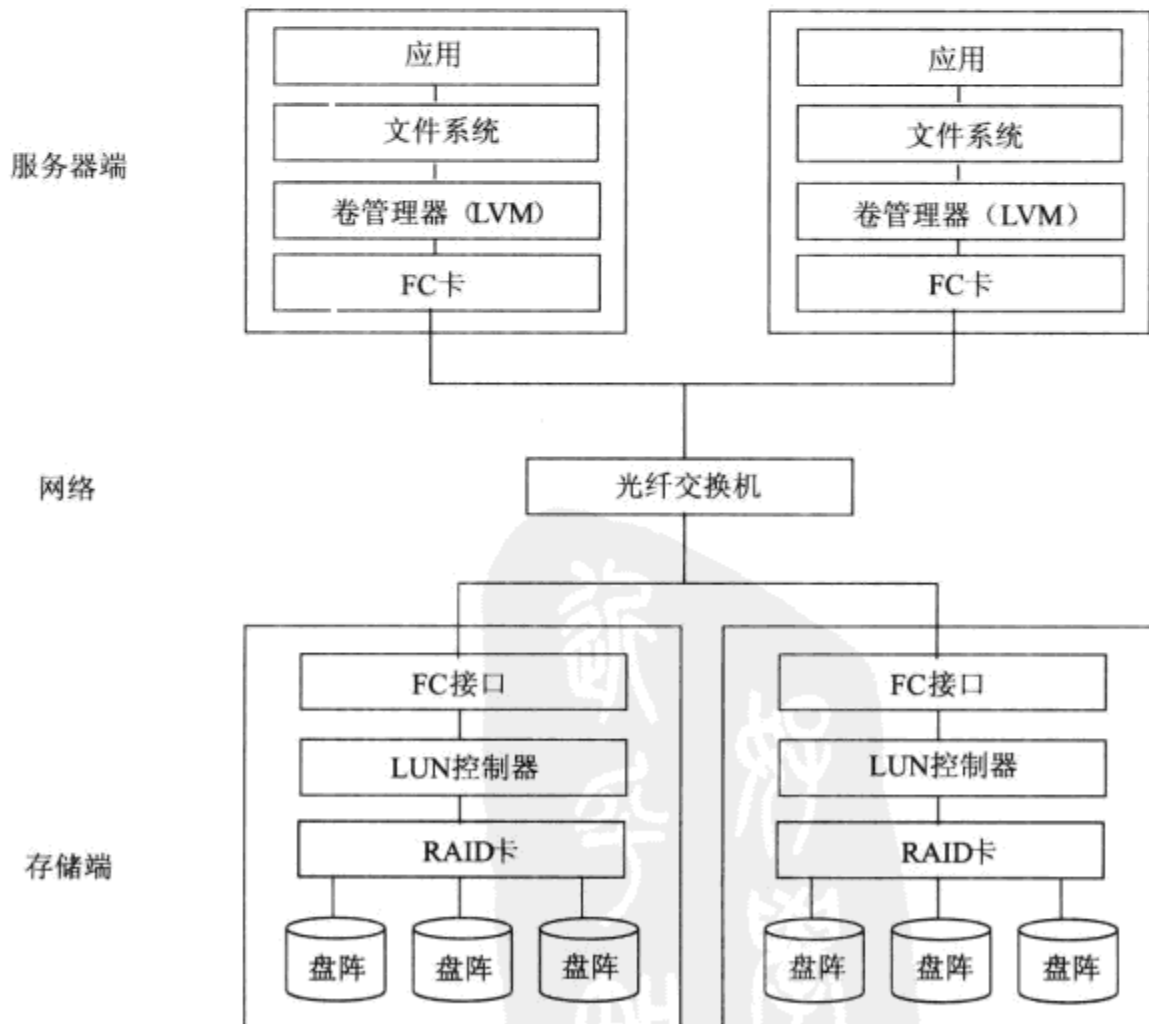 应用
应用
文件系统
文件系统
服务器端
卷管理器（LVM）
卷管理器（LVM）
FC卡
FC卡
网络
光纤交换机
FC接口
FC接口
LUN控制器
LUN控制器
存储端
RAID卡
RAID卡
盘阵
盘阵
盘阵
盘阵
盘阵
盘阵